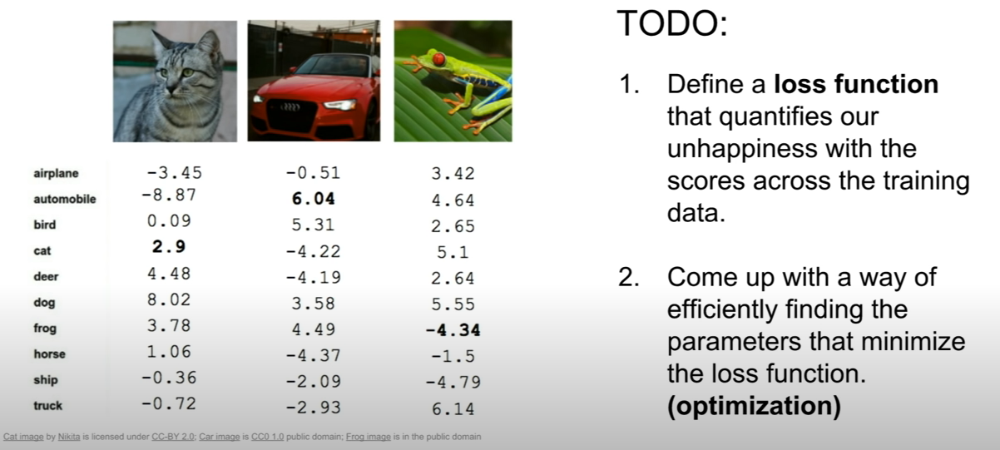 TODO:
1. Define a loss function
that quantifies our
unhappiness with the
scores across the training
data.
2. Come up with a way of
efficiently finding the
parameters that minimize
the loss function.
(optimization)
airplane -3.45 -0.51 3.42
automobile -8.87 6.04 4.64
bird 0.09 5.31 2.65
cat 2.9 -4.22 5.1
deer 4.48 -4.19 2.64
dog 8.02 3.58 5.55
frog 3.78 4.49 -4.34
horse 1.06 -4.37 -1.5
ship -0.36 -2.09 -4.79
truck -0.72 -2.93 6.14
Cat image by Nikita is licensed under CC-BY 2.0; Car image is CC0 1.0 public domain; Frog image is in the public domain